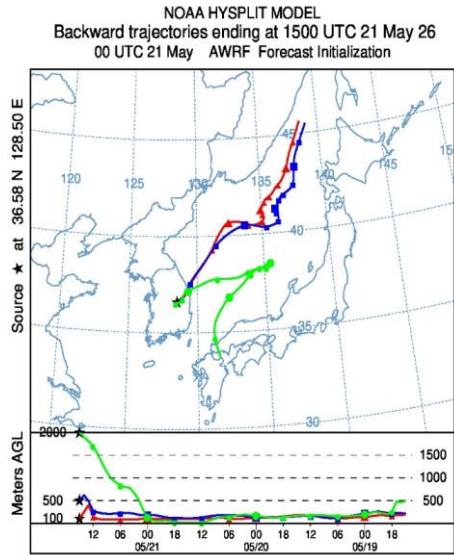 NOAA HYSPLIT MODEL
Backward trajectories ending at 1500 UTC 21 May 26
00 UTC 21 May AWRF Forecast Initialization
Source ★ at 36.58 N 128.50 E
120
125
130
135
140
145
150
45
40
35
30
Meters AGL
2000
500
100
1500
1000
500
12 06 00 18 12 06 00 18 12 06 00 18
05/21 05/20 05/19